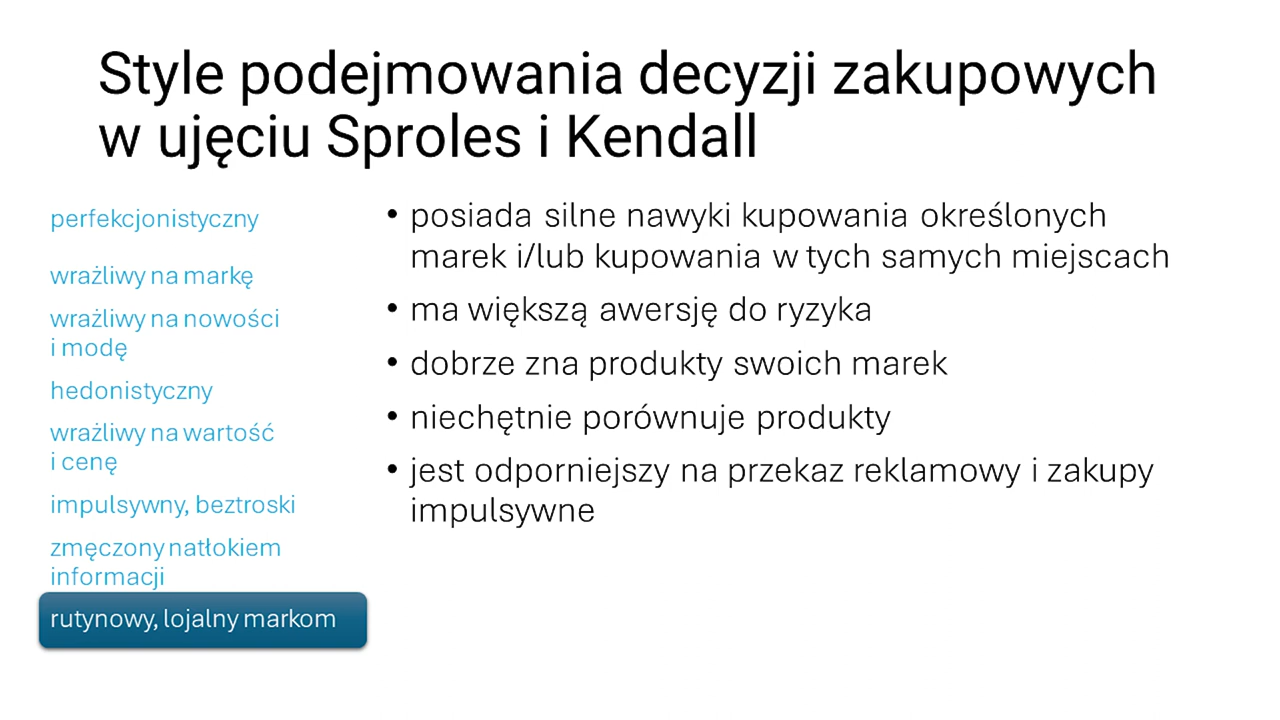 Style podejmowania decyzji zakupowych
w ujęciu Sproles i Kendall
perfekcjonistyczny
wrażliwy na markę
wrażliwy na nowości
i modę
hedonistyczny
wrażliwy na wartość
i cenę
impulsywny, beztroski
zmęczony natłokiem
informacji
rutynowy, lojalny markom
• posiada silne nawyki kupowania określonych
marek i/lub kupowania w tych samych miejscach
• ma większą awersję do ryzyka
• dobrze zna produkty swoich marek
• niechętnie porównuje produkty
• jest odporniejszy na przekaz reklamowy i zakupy
impulsywne